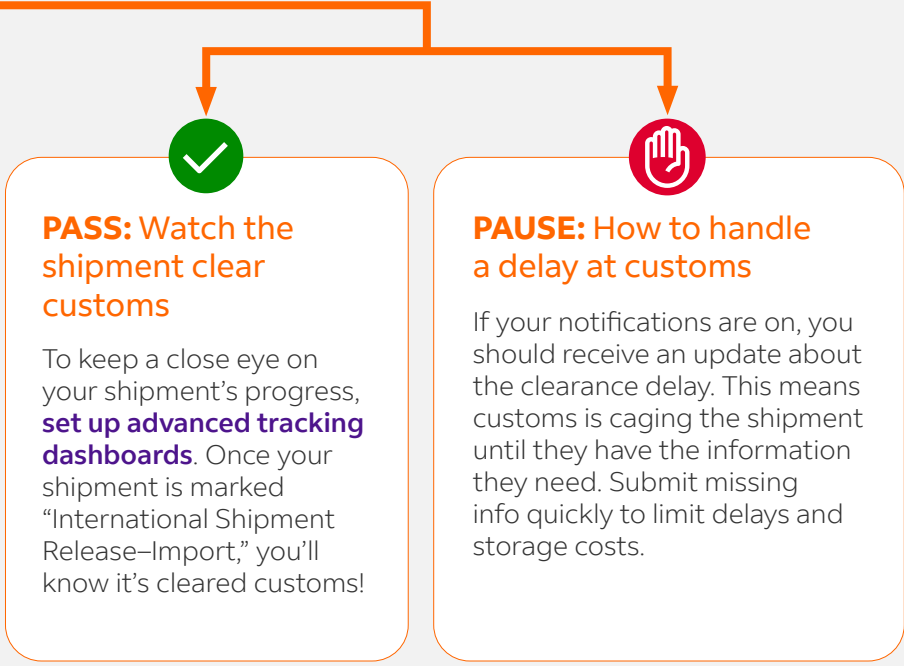 PASS: Watch the
shipment clear
customs
To keep a close eye on
your shipment’s progress,
set up advanced tracking
dashboards. Once your
shipment is marked
“International Shipment
Release–Import,” you’ll
know it’s cleared customs!
PAUSE: How to handle
a delay at customs
If your notifications are on, you
should receive an update about
the clearance delay. This means
customs is caging the shipment
until they have the information
they need. Submit missing
info quickly to limit delays and
storage costs.